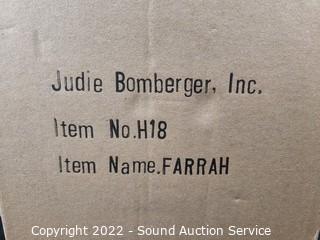 Judie Bomberger, Inc.
Item No.H18
Item Name.FARRAH
Copyright 2022 - Sound Auction Service